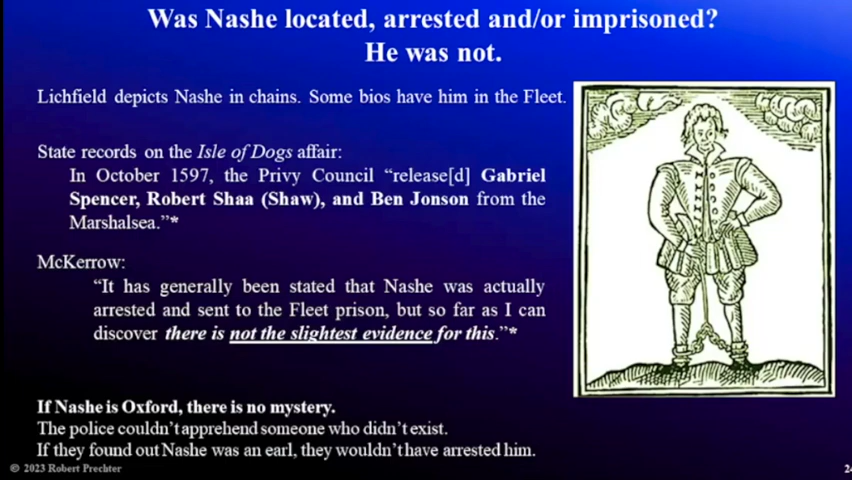 Was Nashe located, arrested and/or imprisoned?
He was not.
Lichfield depicts Nashe in chains. Some bios have him in the Fleet.
State records on the Isle of Dogs affair:
In October 1597, the Privy Council “release[d] Gabriel
Spencer, Robert Shaa (Shaw), and Ben Jonson from the
Marshalsea.”*
McKerrow:
“It has generally been stated that Nashe was actually
arrested and sent to the Fleet prison, but so far as I can
discover there is not the slightest evidence for this.”*
If Nashe is Oxford, there is no mystery.
The police couldn’t apprehend someone who didn’t exist.
If they found out Nashe was an earl, they wouldn’t have arrested him.
© 2023 Robert Prechter